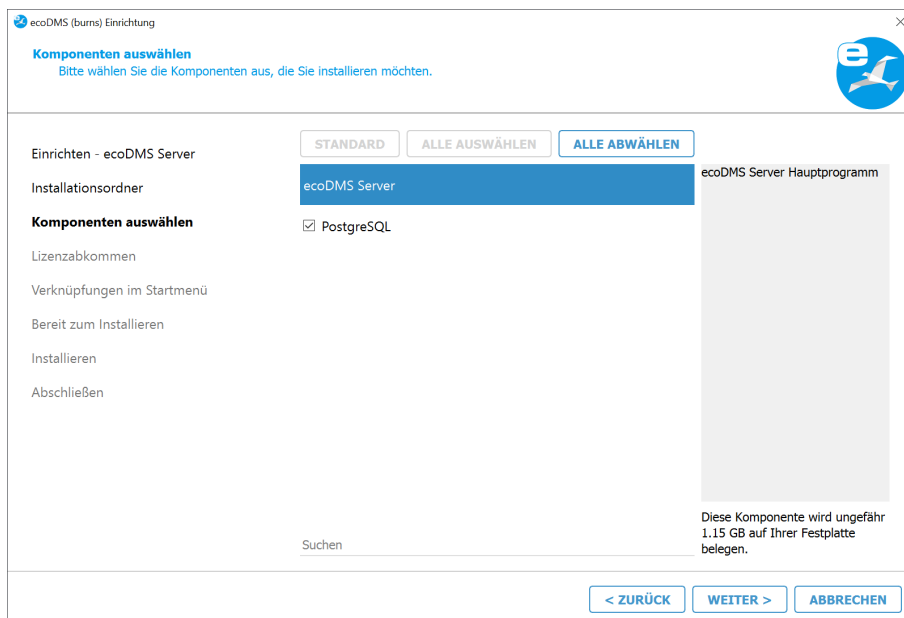 ecoDMS (burns) Einrichtung
Komponenten auswählen
Bitte wählen Sie die Komponenten aus, die Sie installieren möchten.
e
Einrichten - ecoDMS Server
Installationsordner
Komponenten auswählen
Lizenzabkommen
Verknüpfungen im Startmenü
Bereit zum Installieren
Installieren
Abschließen
STANDARD
ALLE AUSWÄHLEN
ALLE ABWÄHLEN
ecoDMS Server
PostgreSQL
Suchen
ecoDMS Server Hauptprogramm
Diese Komponente wird ungefähr
1.15 GB auf Ihrer Festplatte
belegen.
< ZURÜCK
WEITER >
ABBRECHEN